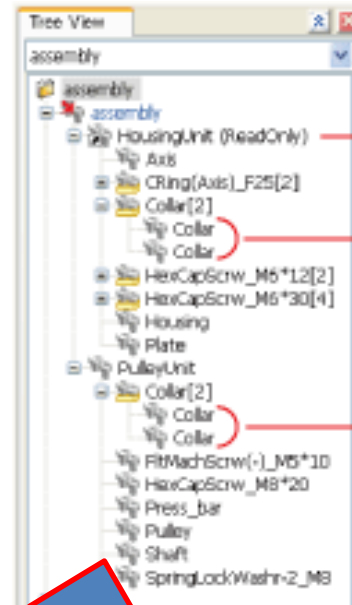 Tree View
assembly
assembly
assembly
HousingUnit (ReadOnly)
Axis
CRing(Axis)_F25[2]
Collar[2]
Collar
Collar
HexCapScrw_M6*12[2]
HexCapScrw_M6*30[4]
Housing
Plate
PulleyUnit
Collar[2]
Collar
Collar
FltMachScrw(-)_M5*10
HexCapScrw_M8*20
Press_bar
Pulley
Shaft
SpringLockWashr-2_M8